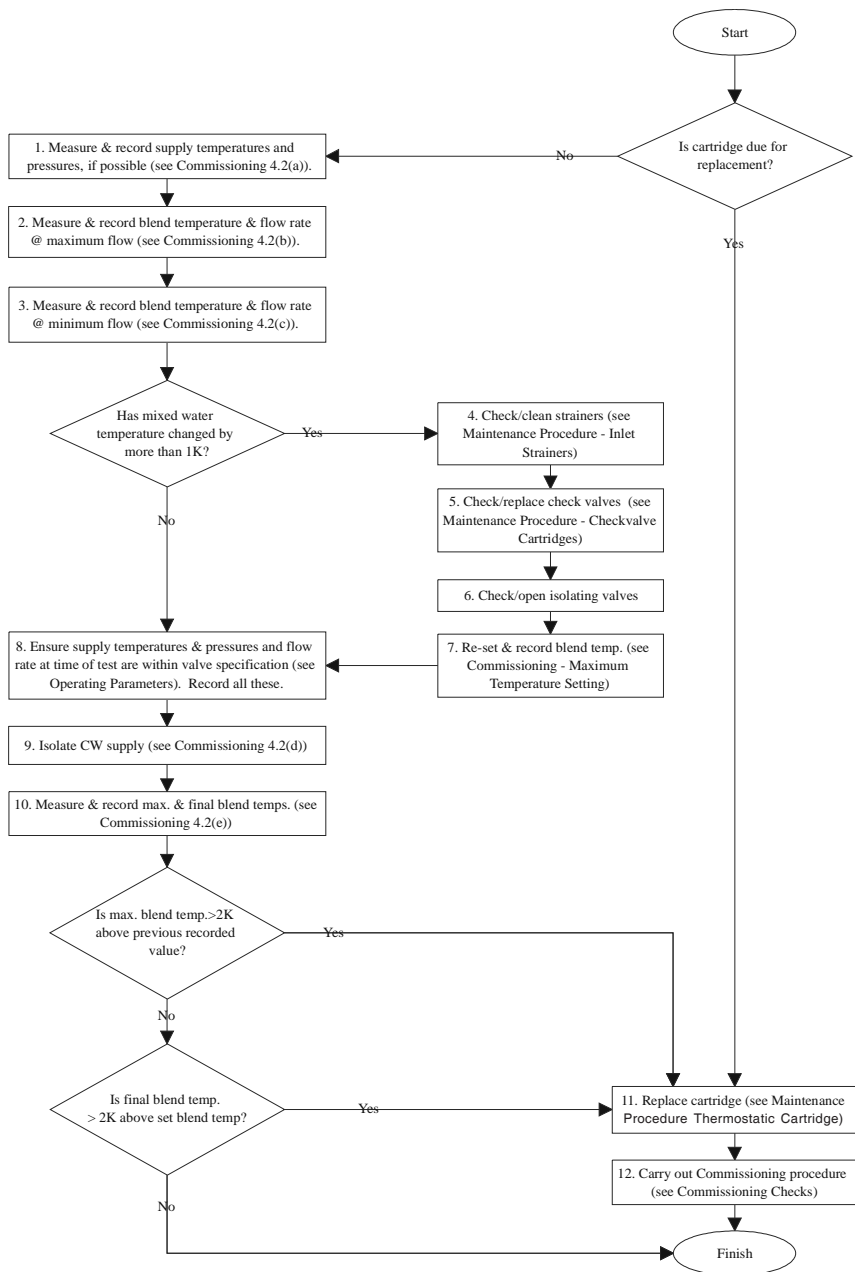 Start
Is cartridge due for
replacement?
No
Yes
1. Measure & record supply temperatures and
pressures, if possible (see Commissioning 4.2(a)).
2. Measure & record blend temperature & flow rate
@ maximum flow (see Commissioning 4.2(b)).
3. Measure & record blend temperature & flow rate
@ minimum flow (see Commissioning 4.2(c)).
Has mixed water
temperature changed by
more than 1K?
Yes
No
4. Check/clean strainers (see
Maintenance Procedure - Inlet
Strainers)
5. Check/replace check valves (see
Maintenance Procedure - Checkvalve
Cartridges)
6. Check/open isolating valves
7. Re-set & record blend temp. (see
Commissioning - Maximum
Temperature Setting)
8. Ensure supply temperatures & pressures and flow
rate at time of test are within valve specification (see
Operating Parameters). Record all these.
9. Isolate CW supply (see Commissioning 4.2(d))
10. Measure & record max. & final blend temps. (see
Commissioning 4.2(e))
Is max. blend temp.>2K
above previous recorded
value?
Yes
No
Is final blend temp.
> 2K above set blend temp?
Yes
No
11. Replace cartridge (see Maintenance
Procedure Thermostatic Cartridge)
12. Carry out Commissioning procedure
(see Commissioning Checks)
Finish